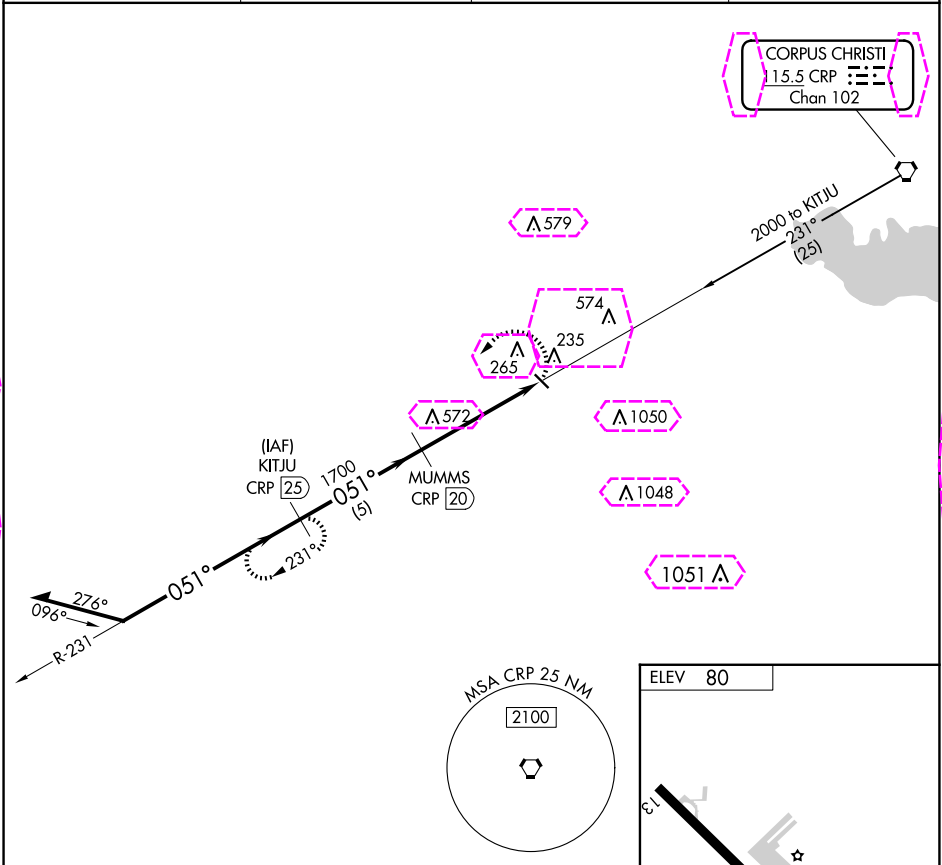 CORPUS CHRISTI
115.5 CRP
Chan 102
2000 to KITJU
231°
(25)
579
574
235
265
572
1050
(IAF)
KITJU
CRP 25
1700
051°
(5)
MUMMS
CRP 20
1048
231°
1051
051°
276°
096°
R-231
MSA CRP 25 NM
2100
ELEV 80
13